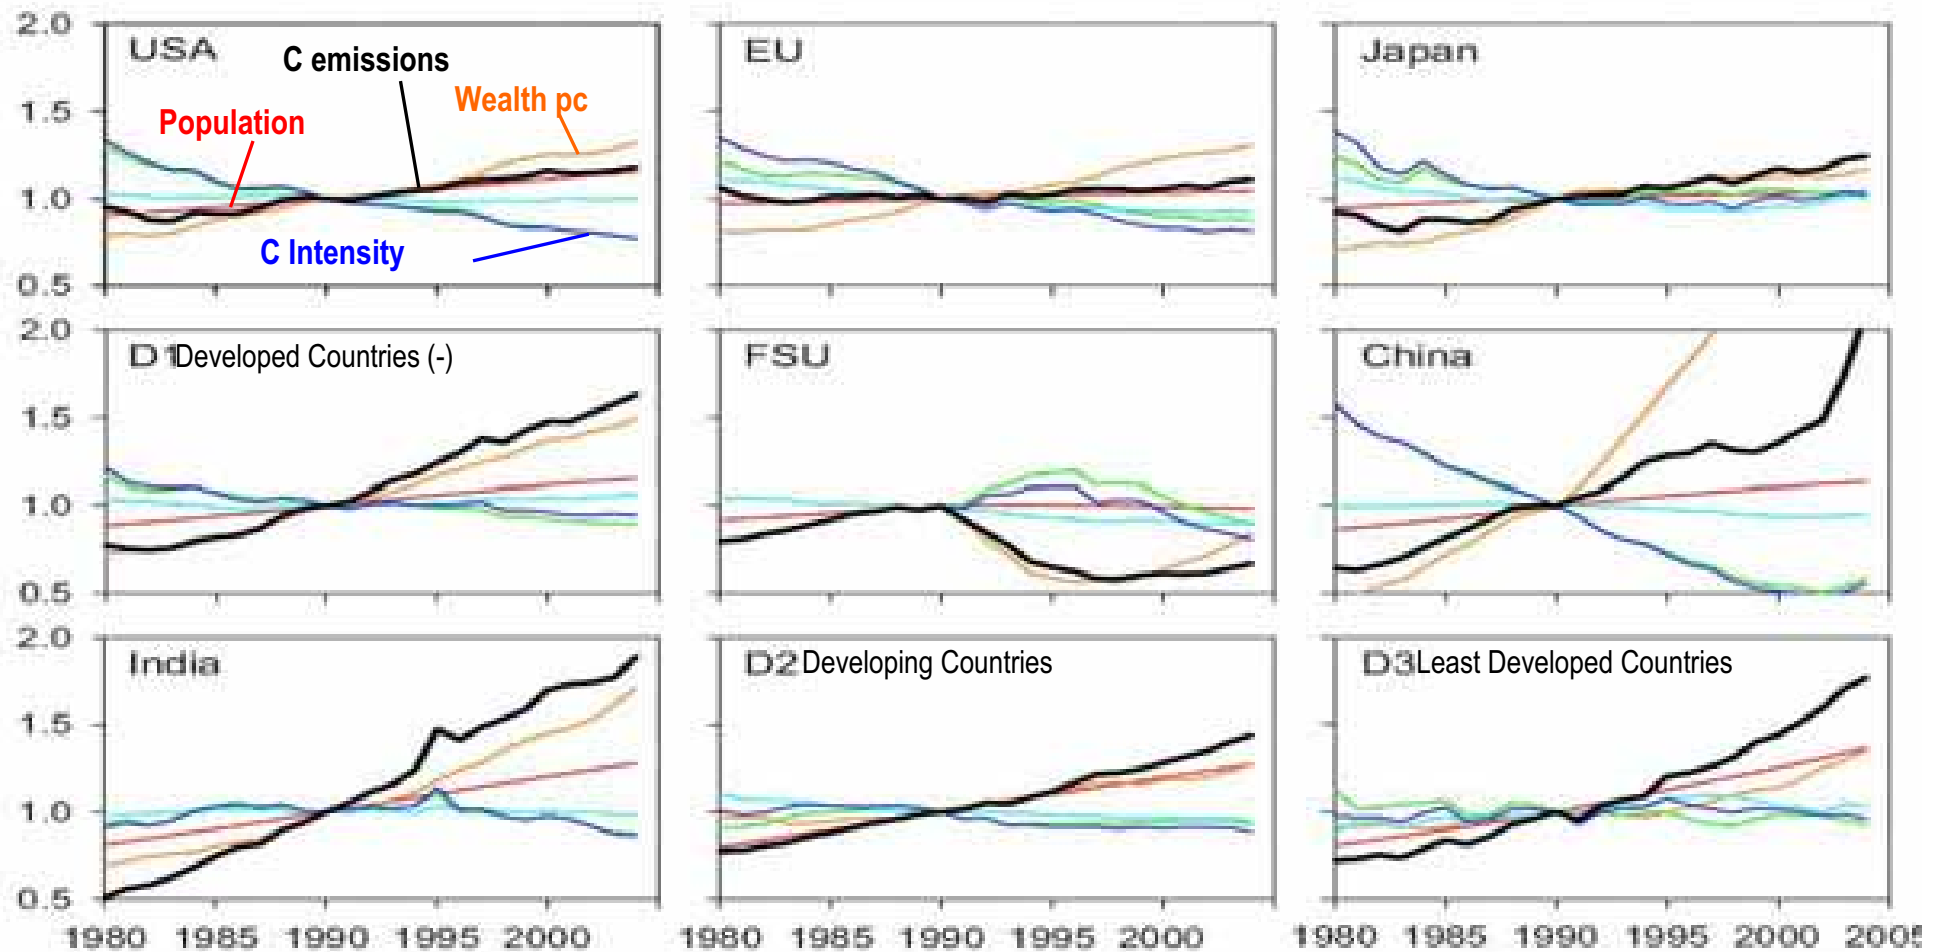 2.0
USA
C emissions
EU
Japan
Wealth pc
1.5
Population
1.0
C Intensity
0.5
2.0
D1Developed Countries (-)
FSU
China
1.5
1.0
0.5
2.0
India
D2 Developing Countries
D3Least Developed Countries
1.5
1.0
0.5
1980 1985 1990 1995 2000
1980 1985 1990 1995 2000
1980 1985 1990 1995 2000 2005